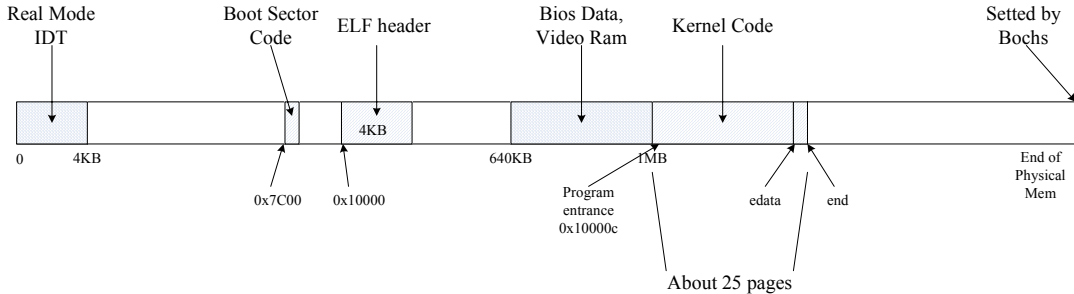 Real Mode
IDT
Boot Sector
Code
ELF header
Bios Data,
Video Ram
Kernel Code
Setted by
Bochs
4KB
0
4KB
640KB
1MB
End of
Physical
Mem
0x7C00
0x10000
Program
entrance
0x10000c
edata
end
About 25 pages